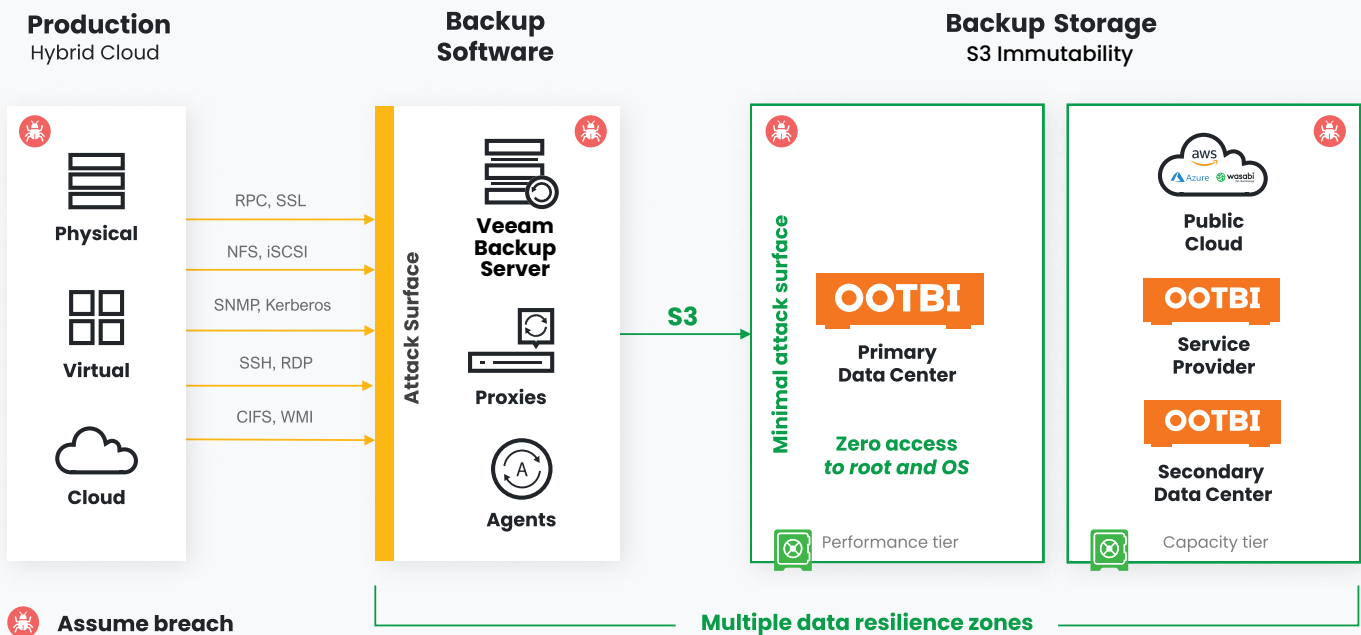 Production
Hybrid Cloud
Backup
Software
Backup Storage
S3 Immutability
Physical
Virtual
Cloud
RPC, SSL
NFS, iSCSI
SNMP, Kerberos
SSH, RDP
CIFS, WMI
Attack Surface
Veeam
Backup
Server
Proxies
A
Agents
S3
Minimal attack surface
OOTBI
Primary
Data Center
Zero access
to root and OS
Performance tier
aws
Azure
wasabi
Public
Cloud
OOTBI
Service
Provider
OOTBI
Secondary
Data Center
Capacity tier
Assume breach
Multiple data resilience zones